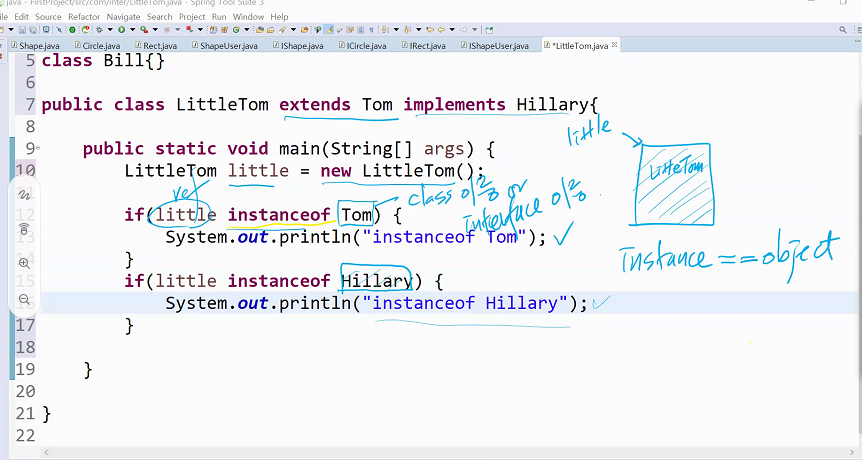 java - FirstProject/src/com/inter/LittleTom.java - Spring Tool Suite 3
File Edit Source Refactor Navigate Search Project Run Window Help
Shape.java Circle.java Rect.java ShapeUser.java IShape.java ICircle.java IRect.java IShapeUser.java *LittleTom.java
5 class Bill{}
6
7 public class LittleTom extends Tom implements Hillary{
8
little
9 public static void main(String[] args) {
10 LittleTom little = new LittleTom();
LittleTom
class 이름 or
Interface 이름.
12 if(little instanceof Tom) {
13 System.out.println("instanceof Tom");
14 }
instance == object
15 if(little instanceof Hillary) {
16 System.out.println("instanceof Hillary");
17 }
18
19 }
20
21 }
22